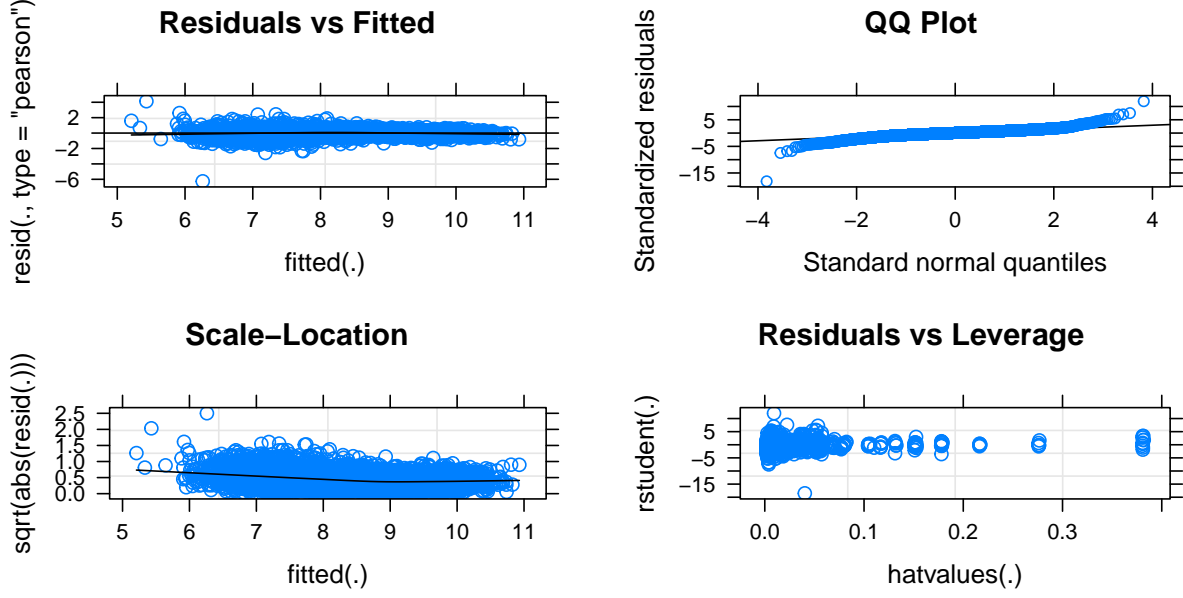 Residuals vs Fitted
resid(., type = "pearson")
2
−2
−6
5 6 7 8 9 10 11
fitted(.)
QQ Plot
Standardized residuals
5
−5
−15
−4 −2 0 2 4
Standard normal quantiles
Scale−Location
sqrt(abs(resid(.)))
2.5
2.0
1.5
1.0
0.5
0.0
5 6 7 8 9 10 11
fitted(.)
Residuals vs Leverage
rstudent(.)
5
−5
−15
0.0 0.1 0.2 0.3
hatvalues(.)